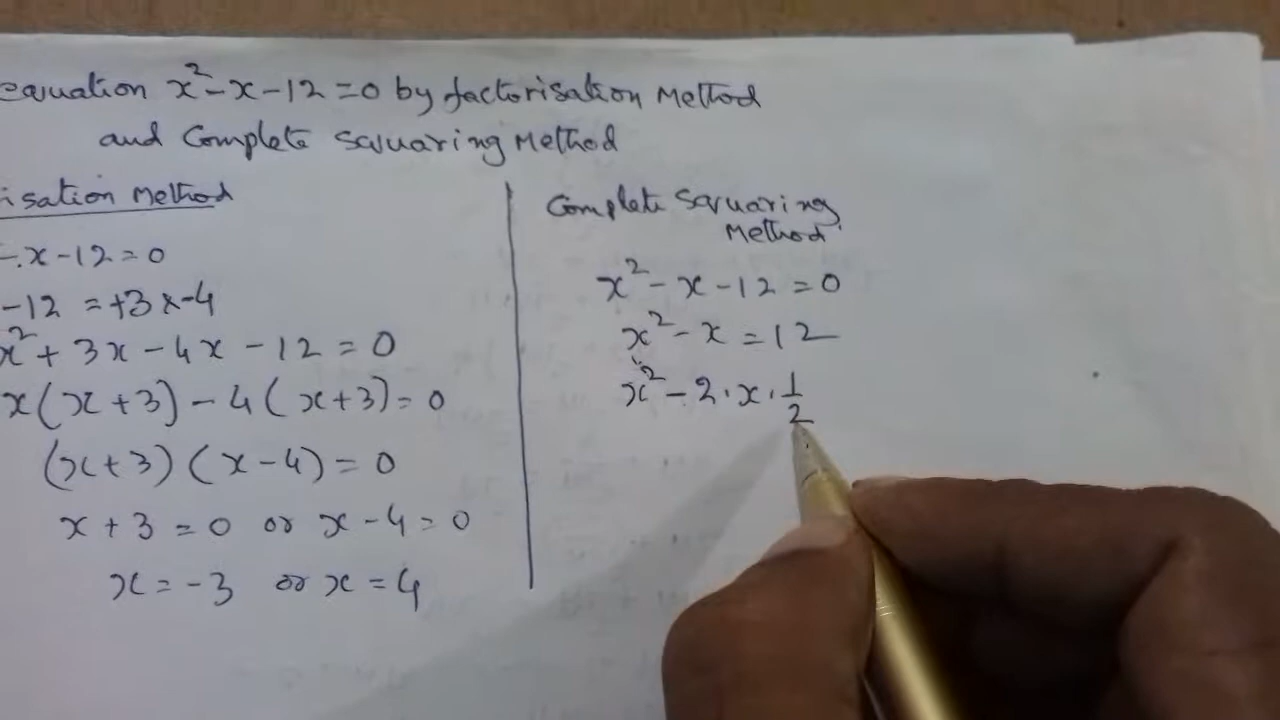 equation x² - x - 12 = 0 by factorisation Method
and Complete Squaring Method
isation Method
- x - 12 = 0
-12 = +3 x -4
x² + 3x - 4x - 12 = 0
x(x + 3) - 4(x + 3) = 0
(x + 3)(x - 4) = 0
x + 3 = 0 or x - 4 = 0
x = -3 or x = 4
Complete Squaring
Method
x² - x - 12 = 0
x² - x = 12
x² - 2 · x · 1/2